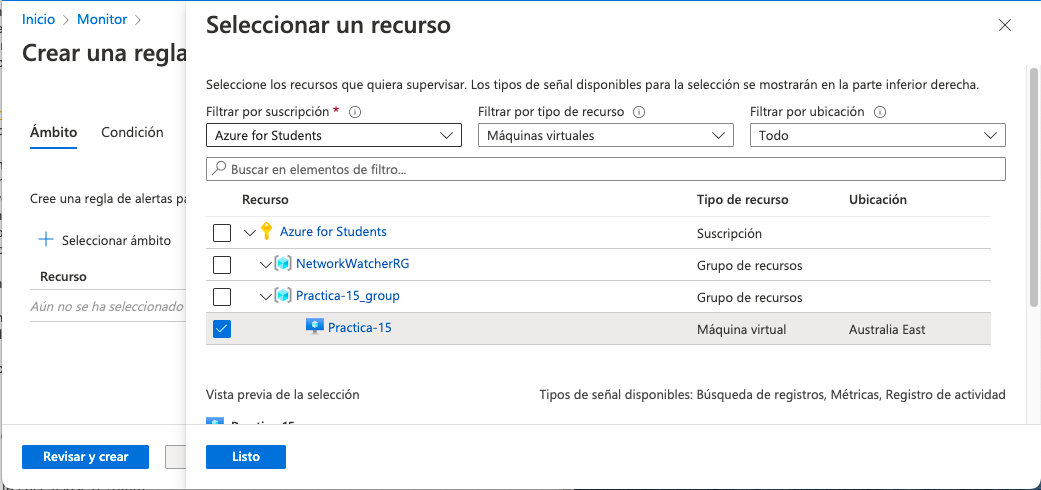 Inicio > Monitor >
Crear una regla
Ámbito Condición
Cree una regla de alertas
Seleccionar ámbito
Recurso
Aún no se ha seleccionado
Revisar y crear
Seleccionar un recurso
Seleccione los recursos que quiera supervisar. Los tipos de señal disponibles para la selección se mostrarán en la parte inferior derecha.
Filtrar por suscripción * Filtrar por tipo de recurso Filtrar por ubicación
Azure for Students Máquinas virtuales Todo
Buscar en elementos de filtro...
Recurso Tipo de recurso Ubicación
Azure for Students Suscripción
NetworkWatcherRG Grupo de recursos
Practica-15_group Grupo de recursos
Practica-15 Máquina virtual Australia East
Vista previa de la selección Tipos de señal disponibles: Búsqueda de registros, Métricas, Registro de actividad
Practica-15
Listo